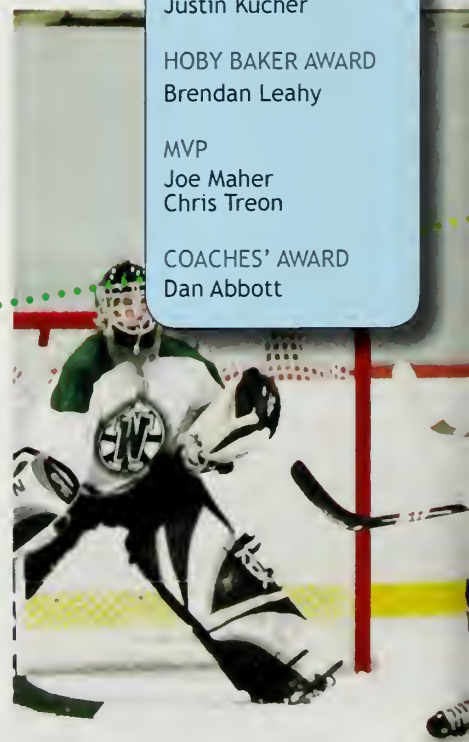 Justin Kucher
HOBY BAKER AWARD
Brendan Leahy
MVP
Joe Maher
Chris Treon
COACHES' AWARD
Dan Abbott
W